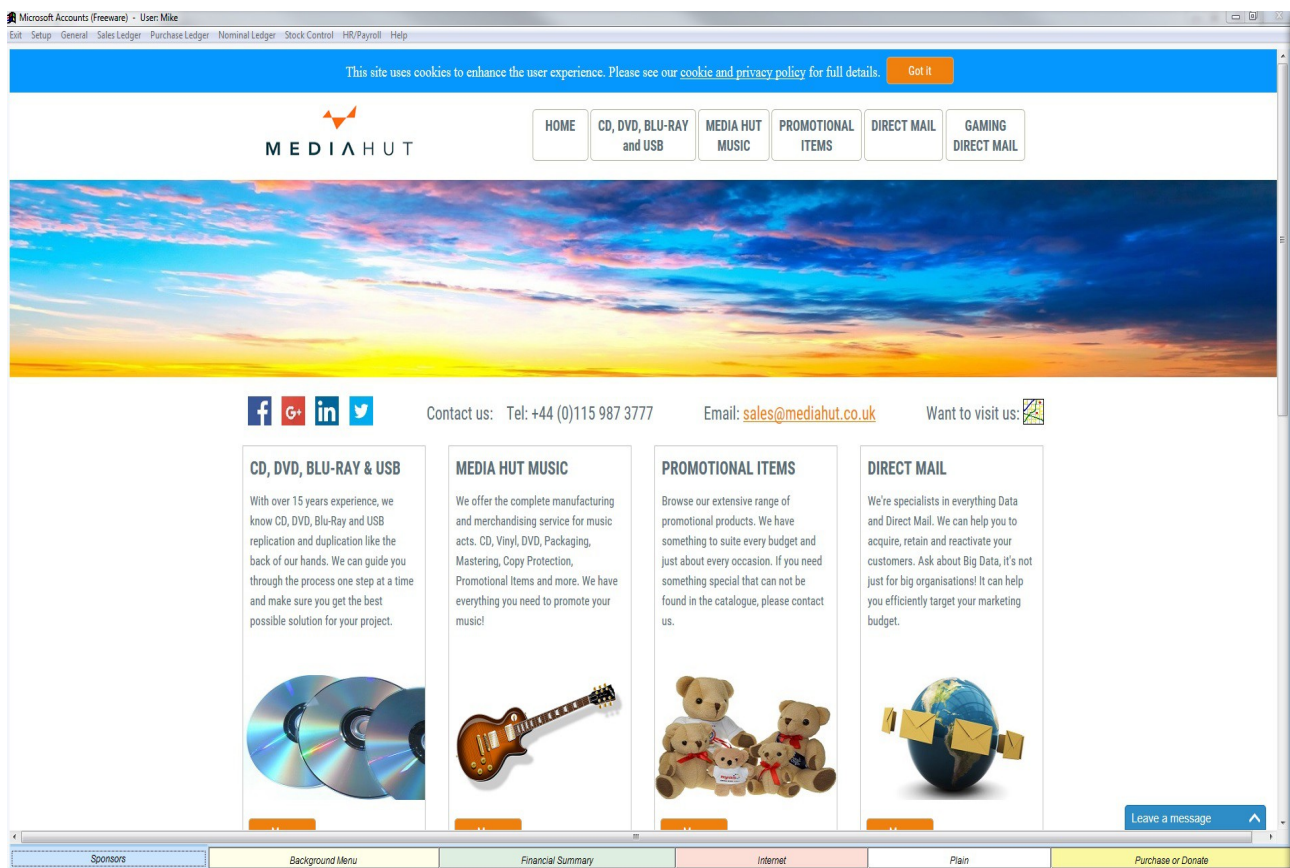 Microsoft Accounts (Freeware) - User: Mike
Exit Setup General Sales Ledger Purchase Ledger Nominal Ledger Stock Control HR/Payroll Help
This site uses cookies to enhance the user experience. Please see our cookie and privacy policy for full details. Got it
MEDIAHUT
HOME
CD, DVD, BLU-RAY
and USB
MEDIA HUT
MUSIC
PROMOTIONAL
ITEMS
DIRECT MAIL
GAMING
DIRECT MAIL
Contact us: Tel: +44 (0)115 987 3777 Email: sales@mediahut.co.uk Want to visit us:
CD, DVD, BLU-RAY & USB
With over 15 years experience, we
know CD, DVD, Blu-Ray and USB
replication and duplication like the
back of our hands. We can guide you
through the process one step at a time
and make sure you get the best
possible solution for your project.
MEDIA HUT MUSIC
We offer the complete manufacturing
and merchandising service for music
acts. CD, Vinyl, DVD, Packaging,
Mastering, Copy Protection,
Promotional Items and more. We have
everything you need to promote your
music!
PROMOTIONAL ITEMS
Browse our extensive range of
promotional products. We have
something to suite every budget and
just about every occasion. If you need
something special that can not be
found in the catalogue, please contact
us.
DIRECT MAIL
We're specialists in everything Data
and Direct Mail. We can help you to
acquire, retain and reactivate your
customers. Ask about Big Data, it's not
just for big organisations! It can help
you efficiently target your marketing
budget.
Leave a message
Sponsors
Background Menu
Financial Summary
Internet
Plain
Purchase or Donate